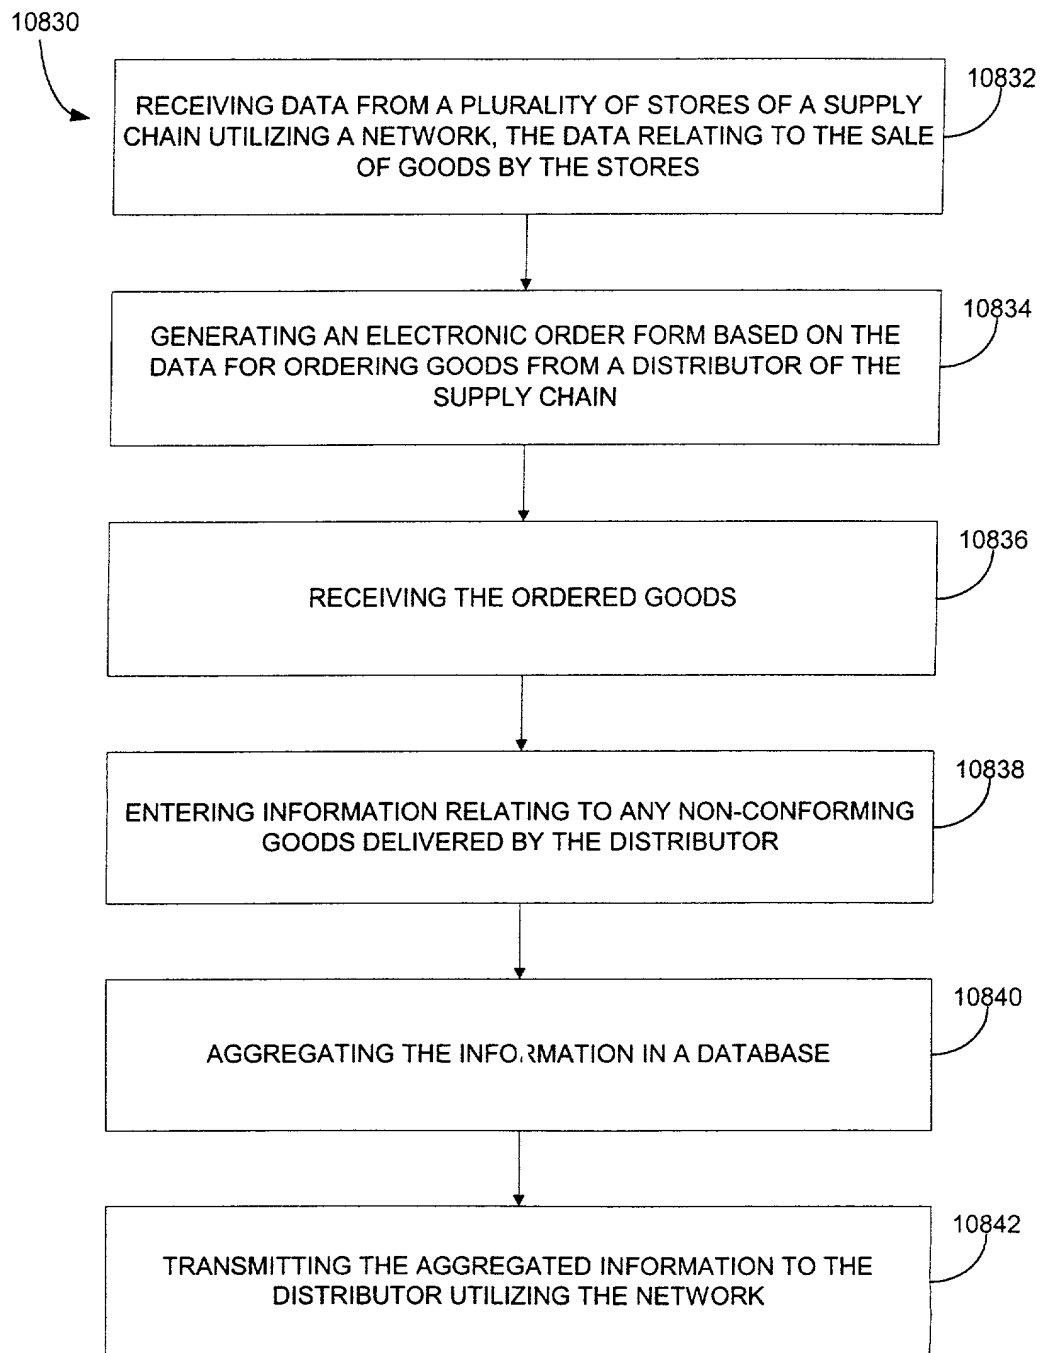 10830
10832
RECEIVING DATA FROM A PLURALITY OF STORES OF A SUPPLY
CHAIN UTILIZING A NETWORK, THE DATA RELATING TO THE SALE
OF GOODS BY THE STORES
10834
GENERATING AN ELECTRONIC ORDER FORM BASED ON THE
DATA FOR ORDERING GOODS FROM A DISTRIBUTOR OF THE
SUPPLY CHAIN
10836
RECEIVING THE ORDERED GOODS
10838
ENTERING INFORMATION RELATING TO ANY NON-CONFORMING
GOODS DELIVERED BY THE DISTRIBUTOR
10840
AGGREGATING THE INFORMATION IN A DATABASE
10842
TRANSMITTING THE AGGREGATED INFORMATION TO THE
DISTRIBUTOR UTILIZING THE NETWORK